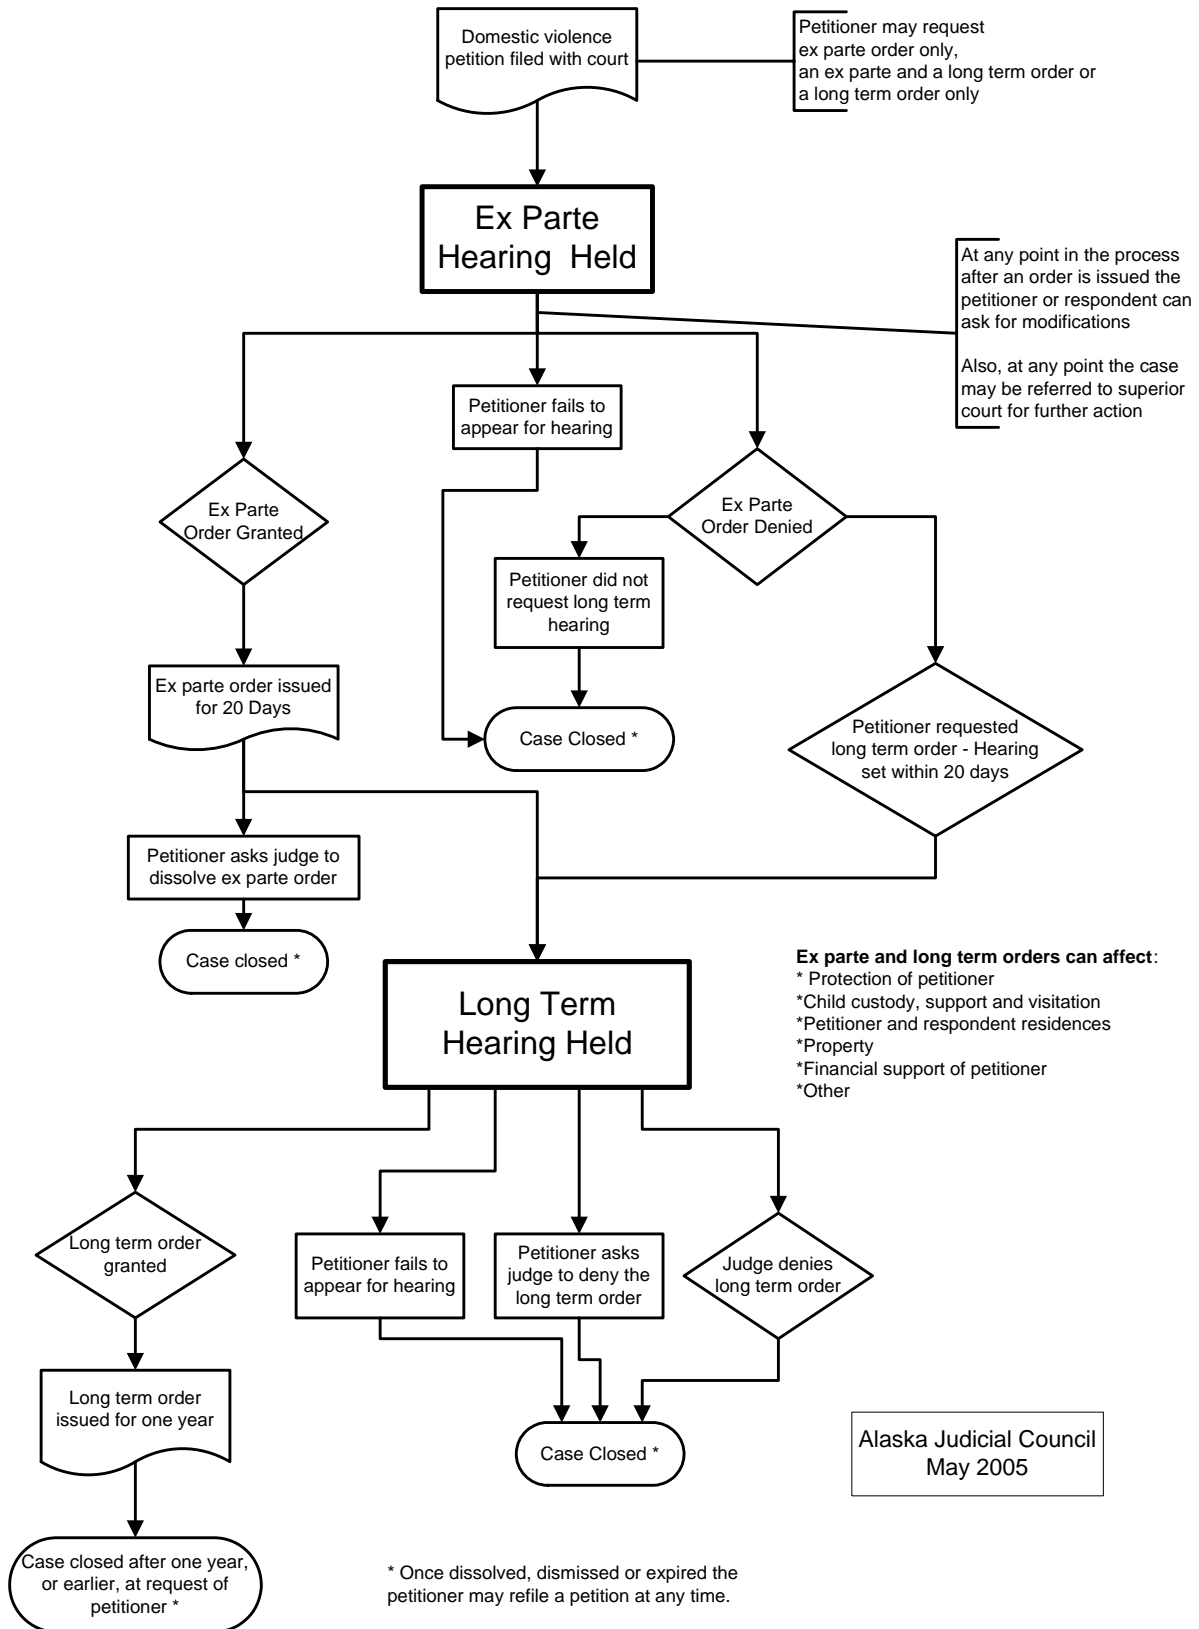 Domestic violence
petition filed with court
Petitioner may request
ex parte order only,
an ex parte and a long term order or
a long term order only
Ex Parte
Hearing Held
At any point in the process
after an order is issued the
petitioner or respondent can
ask for modifications
Also, at any point the case
may be referred to superior
court for further action
Petitioner fails to
appear for hearing
Ex Parte
Order Granted
Ex Parte
Order Denied
Petitioner did not
request long term
hearing
Ex parte order issued
for 20 Days
Case Closed *
Petitioner requested
long term order - Hearing
set within 20 days
Petitioner asks judge to
dissolve ex parte order
Case closed *
Long Term
Hearing Held
Ex parte and long term orders can affect:
* Protection of petitioner
*Child custody, support and visitation
*Petitioner and respondent residences
*Property
*Financial support of petitioner
*Other
Long term order
granted
Petitioner fails to
appear for hearing
Petitioner asks
judge to deny the
long term order
Judge denies
long term order
Long term order
issued for one year
Case Closed *
Alaska Judicial Council
May 2005
Case closed after one year,
or earlier, at request of
petitioner *
* Once dissolved, dismissed or expired the
petitioner may refile a petition at any time.